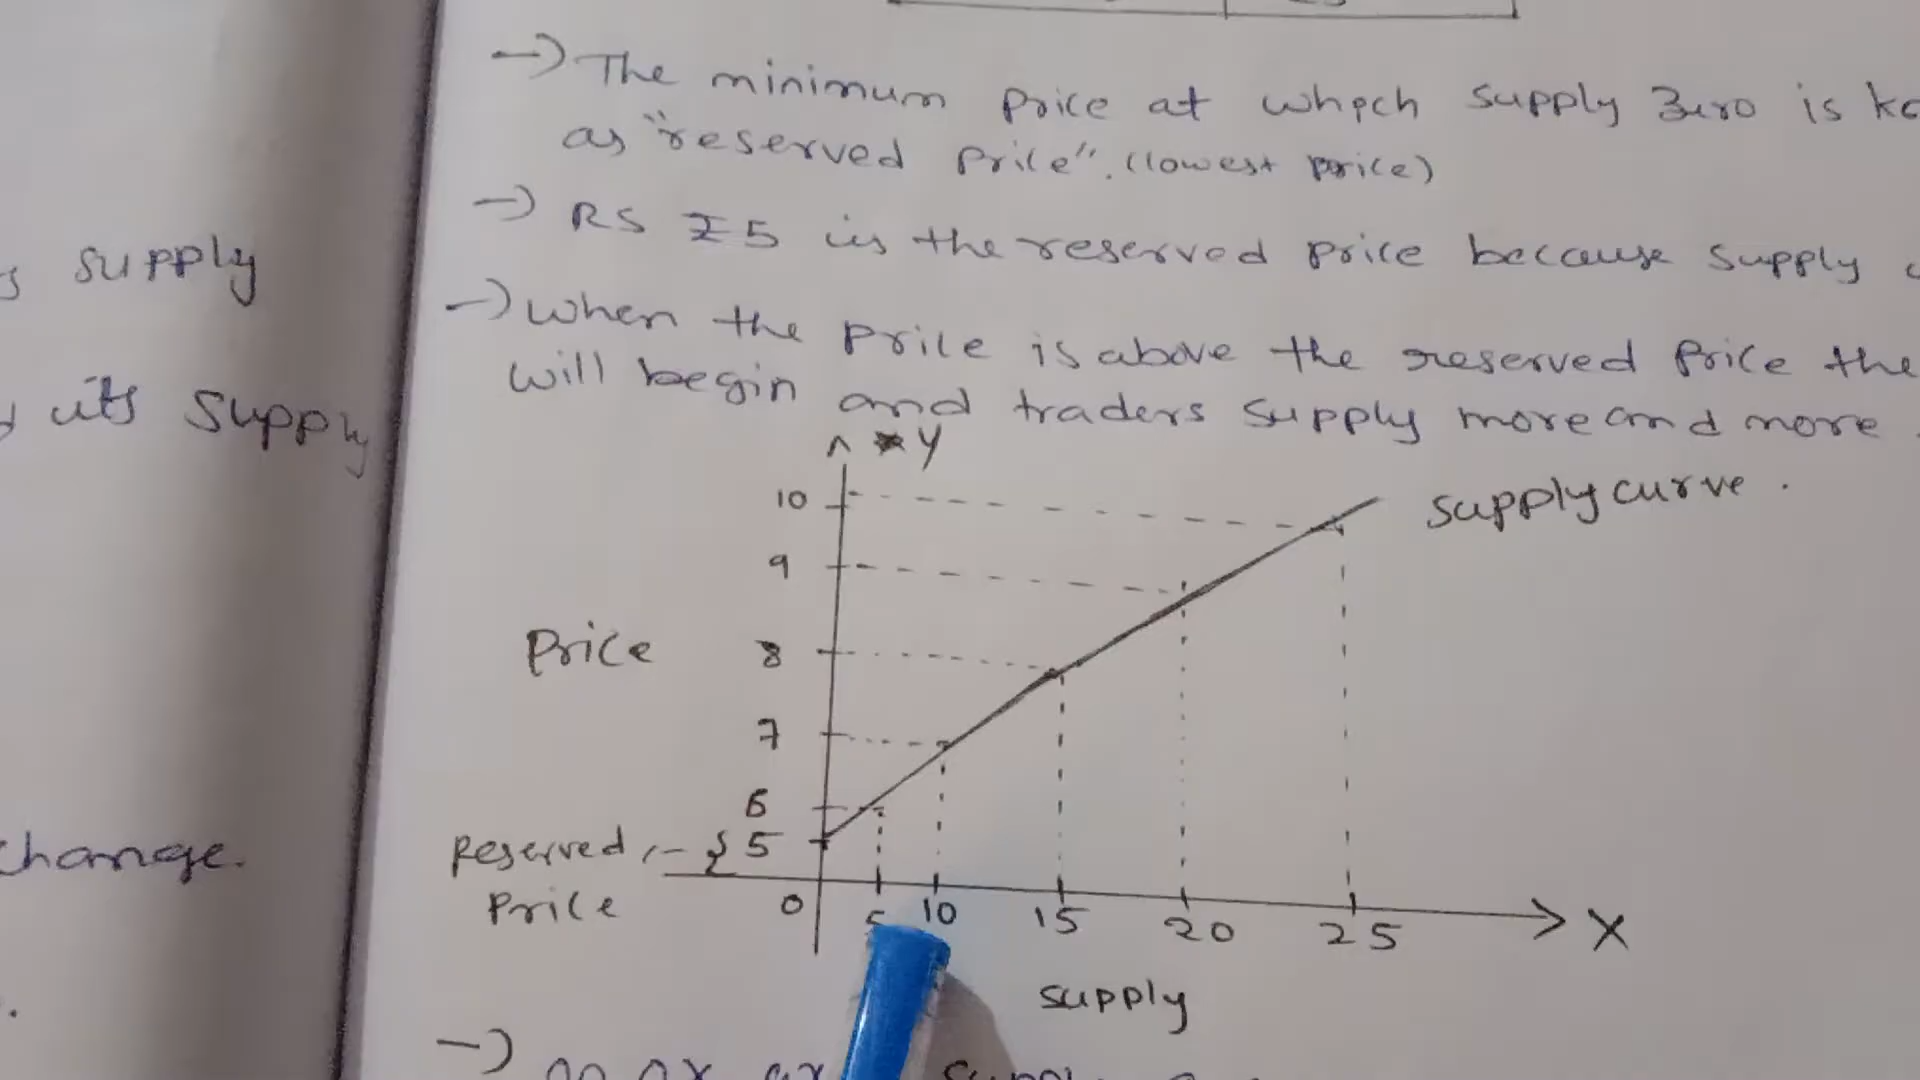 supply
its supply
change.
→ The minimum price at whpch supply zero is
as "reserved price". (lowest price)
→ RS ₹5 is the reserved price because supply
→ when the price is above the reserved price the
will begin and traders supply more and more
Y
10
supply curve.
9
Price
8
7
6
Reserved
Price
5
0
5
10
15
20
25
X
supply